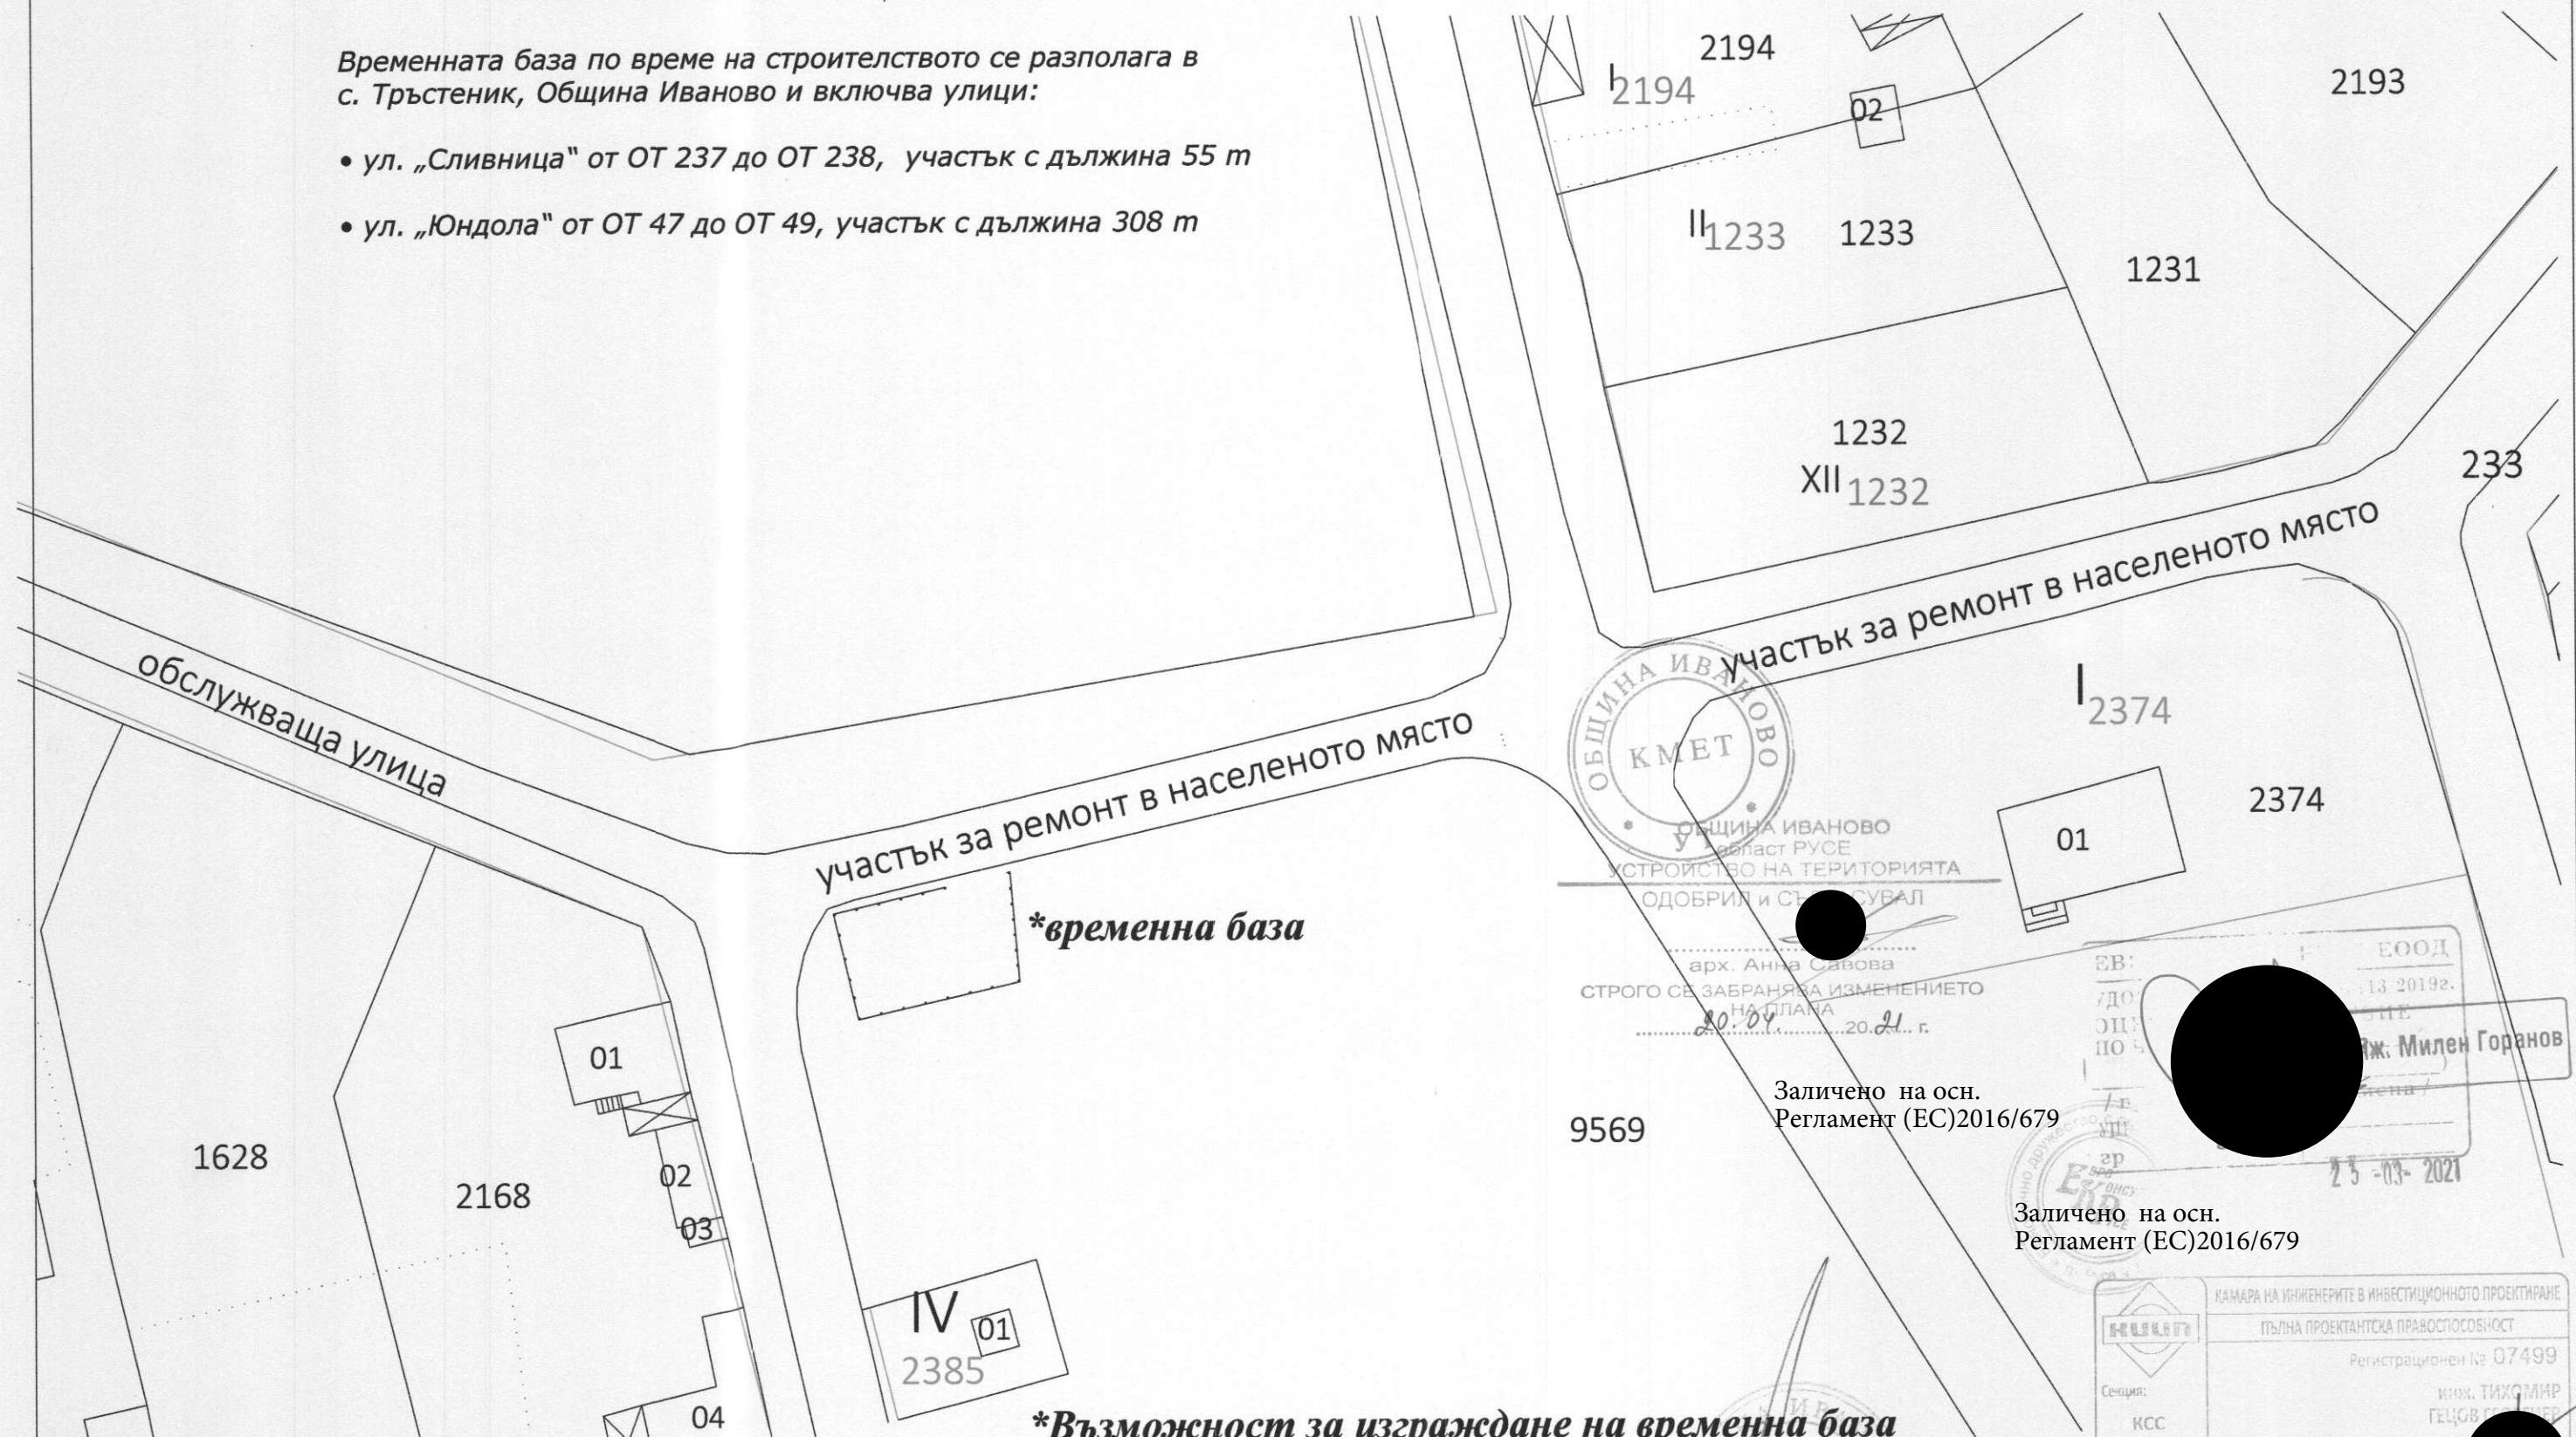 Временната база по време на строителството се разполага в
с. Тръстеник, Община Иваново и включва улици:
• ул. „Сливница“ от ОТ 237 до ОТ 238, участък с дължина 55 m
• ул. „Юндола“ от ОТ 47 до ОТ 49, участък с дължина 308 m
2194
I 2194
02
2193
II 1233 1233
1231
1232
XII 1232
233
участък за ремонт в населеното място
обслужваща улица
участък за ремонт в населеното място
I 2374
2374
01
ОБЩИНА ИВАНОВО
КМЕТ
*временна база
ОБЩИНА ИВАНОВО
област РУСЕ
УСТРОЙСТВО НА ТЕРИТОРИЯТА
ОДОБРИЛ и
арх. Анна Савова
СТРОГО СЕ ЗАБРАНЯВА ИЗМЕНЕНИЕТО
НА ПЛАНА
20.04. 2021 г.
ЕООД
2019г.
Милен Горанов
Заличено на осн.
Регламент (ЕС)2016/679
25 -03- 2021
Заличено на осн.
Регламент (ЕС)2016/679
01
02
03
04
1628
2168
9569
IV 01
2385
КАМАРА НА ИНЖЕНЕРИТЕ В ИНВЕСТИЦИОННОТО ПРОЕКТИРАНЕ
КИИП
ПЪЛНА ПРОЕКТАНТСКА ПРАВОСПОСОБНОСТ
Регистрационен № 07499
Секция:
инж. ТИХОМИР
КСС
ГЕЦОВ
*Възможност за изграждане на временна база